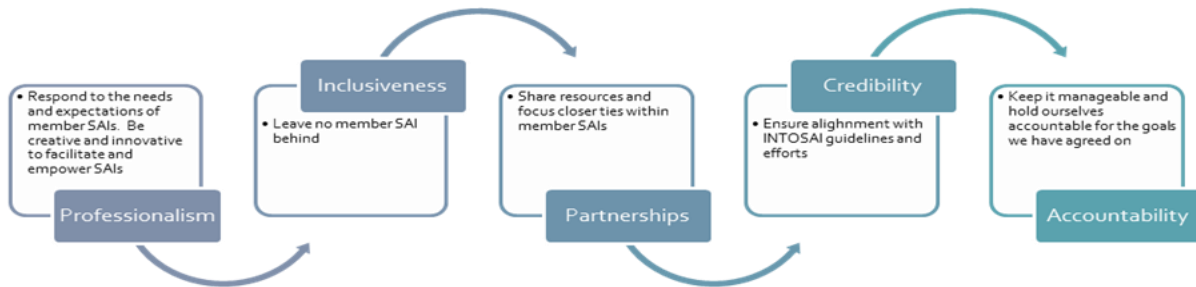 • Respond to the needs
and expectations of
member SAIs. Be
creative and innovative
to facilitate and
empower SAIs
Professionalism
Inclusiveness
• Leave no member SAI
behind
• Share resources and
focus closer ties within
member SAIs
Partnerships
Credibility
• Ensure alighnment with
INTOSAI guidelines and
efforts
• Keep it manageable and
hold ourselves
accountable for the goals
we have agreed on
Accountability